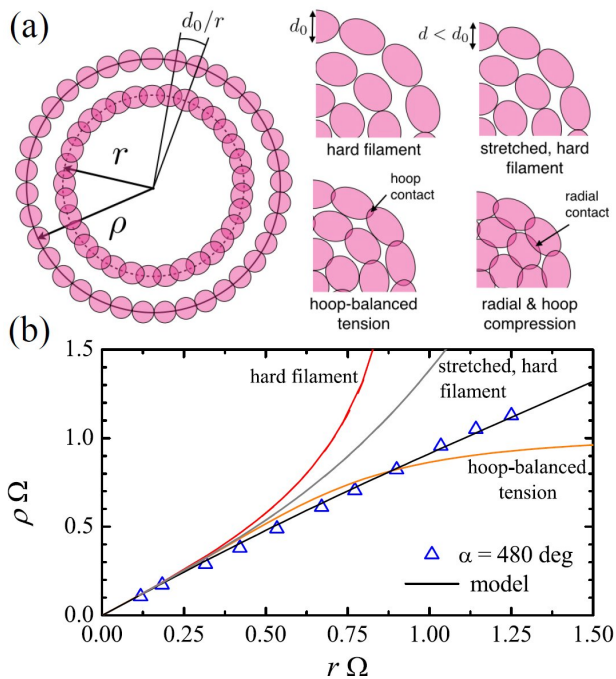 (a)
d₀/r
r
ρ
d₀
hard filament
d < d₀
stretched, hard
filament
hoop
contact
hoop-balanced
tension
radial
contact
radial & hoop
compression
(b)
1.5
1.0
0.5
0.0
ρ Ω
hard filament
stretched, hard
filament
hoop-balanced
tension
α = 480 deg
model
0.00
0.25
0.50
0.75
1.00
1.25
1.50
r Ω